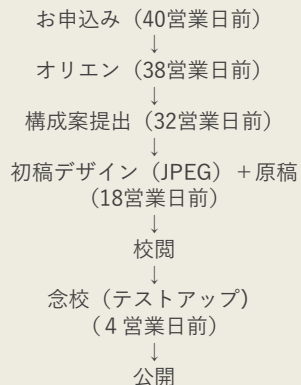 お申込み（40営業日前）
↓
オリエン（38営業日前）
↓
構成案提出（32営業日前）
↓
初稿デザイン（JPEG）＋原稿
（18営業日前）
↓
校閲
↓
念校（テストアップ)
（４営業日前）
↓
公開